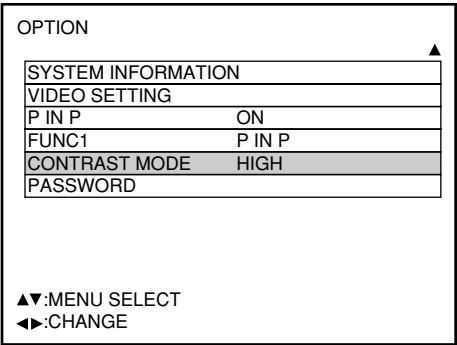 OPTION
▲
SYSTEM INFORMATION
VIDEO SETTING
P IN P ON
FUNC1 P IN P
CONTRAST MODE HIGH
PASSWORD
▲▼:MENU SELECT
◀▶:CHANGE